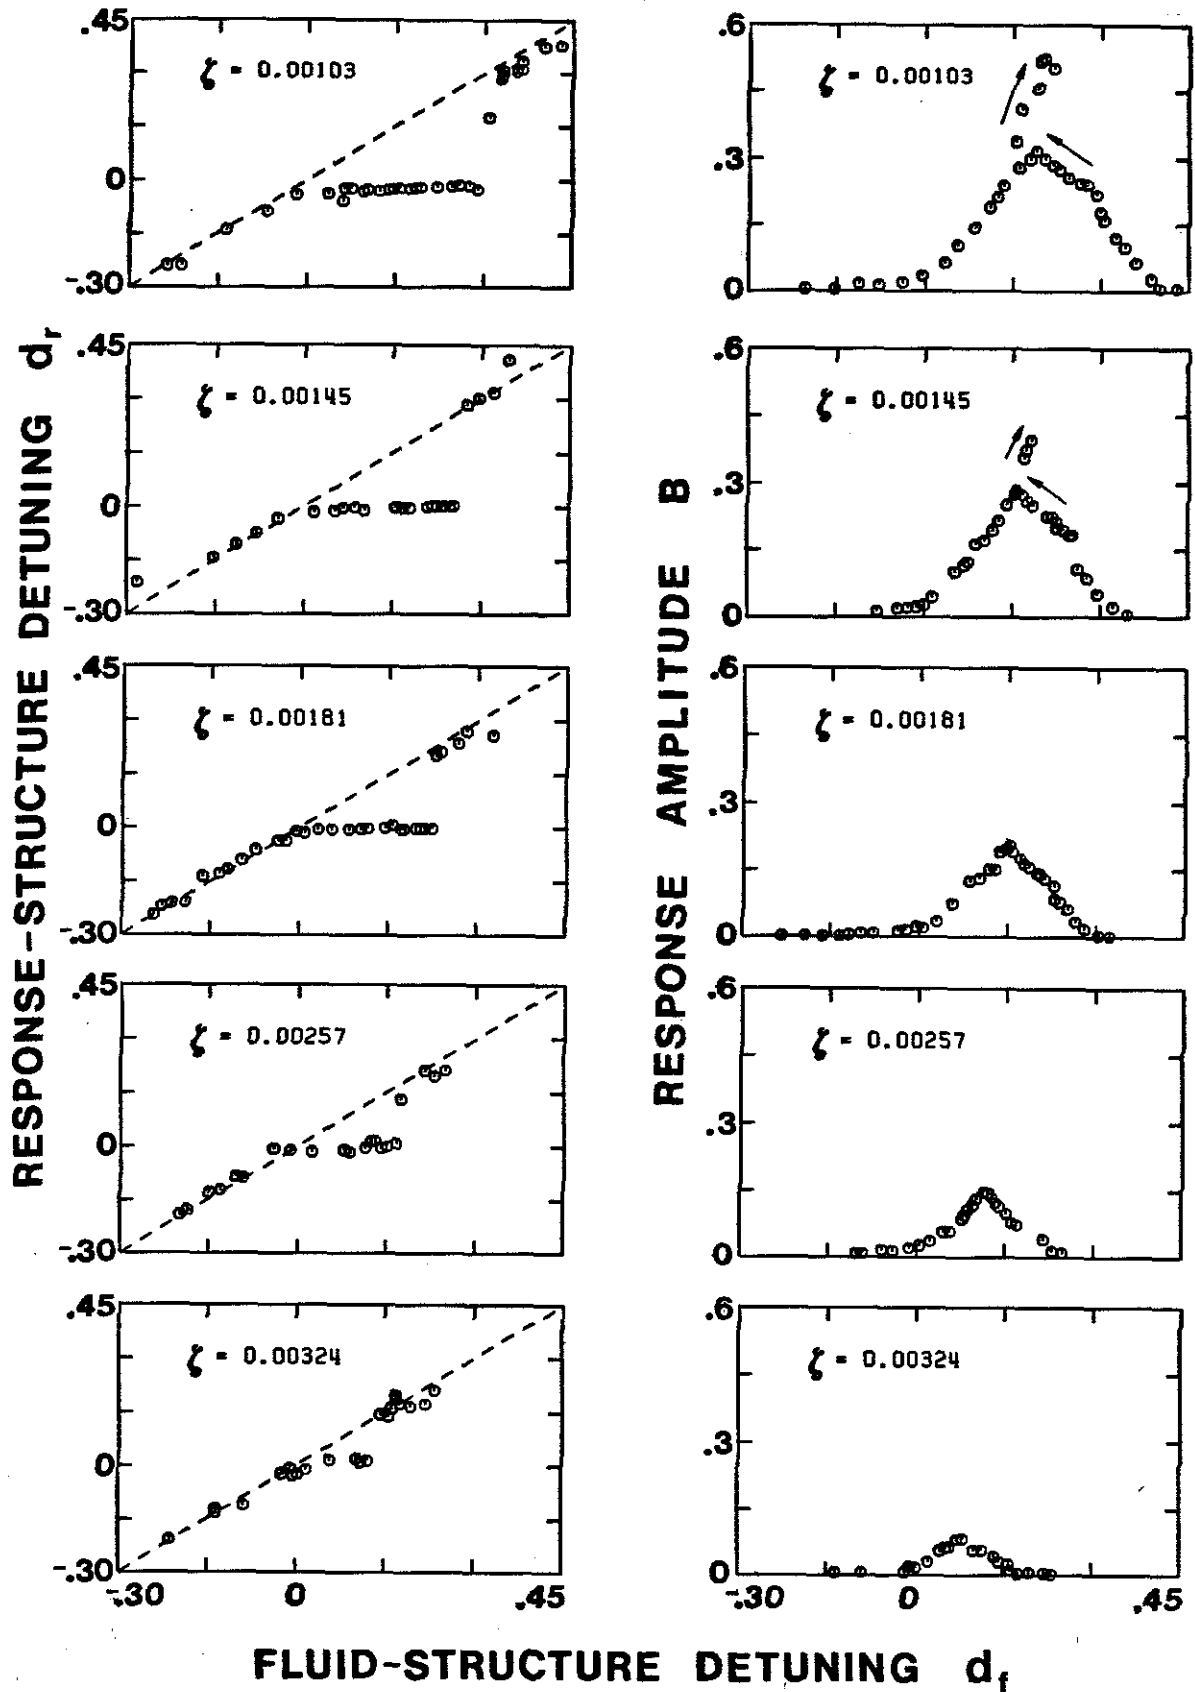 .45
ζ = 0.00103
0
-.30
.6
ζ = 0.00103
.3
0
.45
ζ = 0.00145
0
-.30
.6
ζ = 0.00145
.3
0
.45
ζ = 0.00181
0
-.30
.6
ζ = 0.00181
.3
0
.45
ζ = 0.00257
0
-.30
.6
ζ = 0.00257
.3
0
.45
ζ = 0.00324
0
-.30
-.30 0 .45
.6
ζ = 0.00324
.3
0
-.30 0 .45
RESPONSE-STRUCTURE DETUNING dr
RESPONSE AMPLITUDE B
FLUID-STRUCTURE DETUNING df